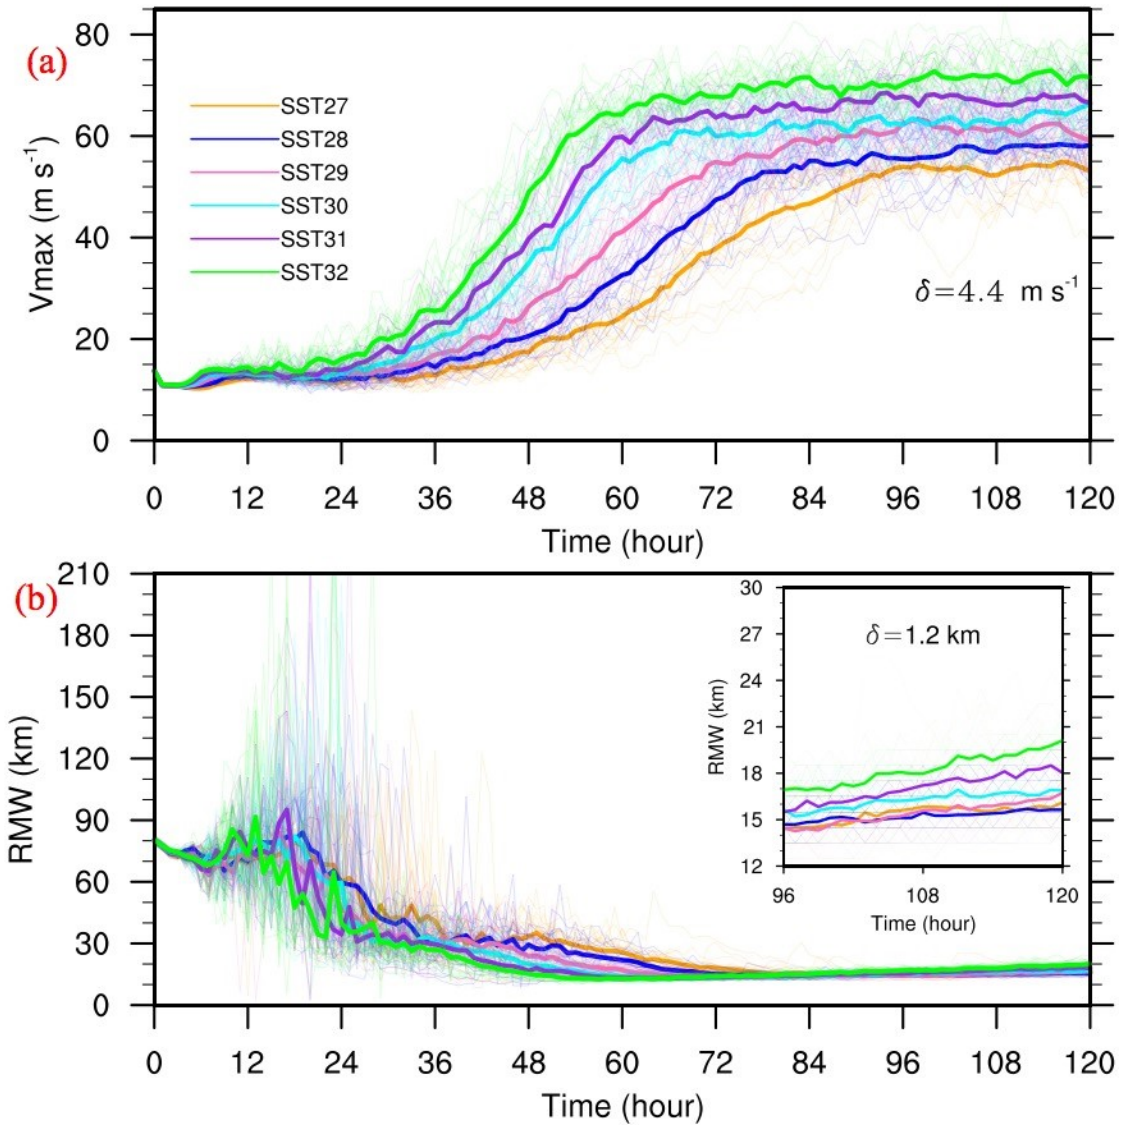 (a)
80
60
40
20
0
Vmax (m s-1)
SST27
SST28
SST29
SST30
SST31
SST32
δ=4.4 m s-1
0 12 24 36 48 60 72 84 96 108 120
Time (hour)
(b)
210
180
150
120
90
60
30
0
RMW (km)
30
27
24
21
18
15
12
RMW (km)
δ=1.2 km
96 108 120
Time (hour)
0 12 24 36 48 60 72 84 96 108 120
Time (hour)